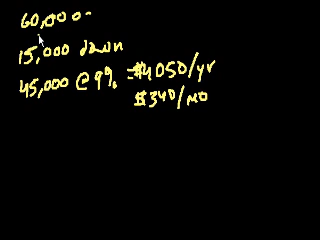 60,000-
15,000 down
45,000 @ 9% = $4050/yr
$340/mo